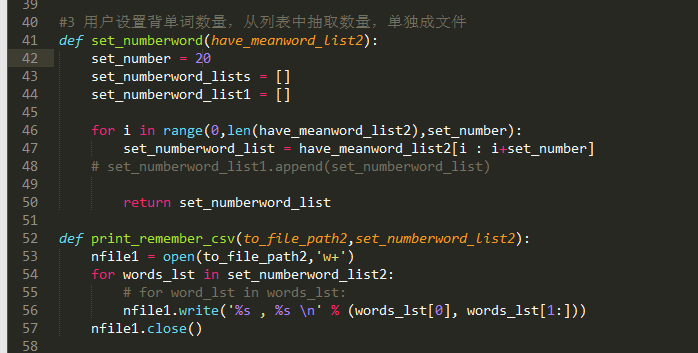 39
40 #3 用户设置背单词数量，从列表中抽取数量，单独成文件
41 def set_numberword(have_meanword_list2):
42     set_number = 20
43     set_numberword_lists = []
44     set_numberword_list1 = []
45
46     for i in range(0,len(have_meanword_list2),set_number):
47         set_numberword_list = have_meanword_list2[i : i+set_number]
48     # set_numberword_list1.append(set_numberword_list)
49
50         return set_numberword_list
51
52 def print_remember_csv(to_file_path2,set_numberword_list2):
53     nfile1 = open(to_file_path2,'w+')
54     for words_lst in set_numberword_list2:
55         # for word_lst in words_lst:
56         nfile1.write('%s , %s \n' % (words_lst[0], words_lst[1:]))
57     nfile1.close()
58